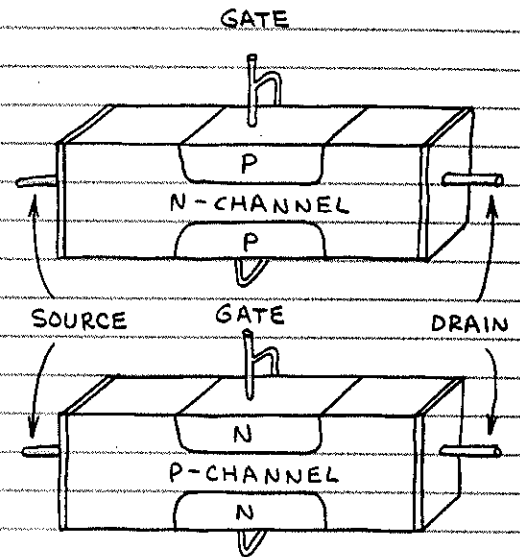 GATE
P
N-CHANNEL
P
SOURCE GATE DRAIN
N
P-CHANNEL
N